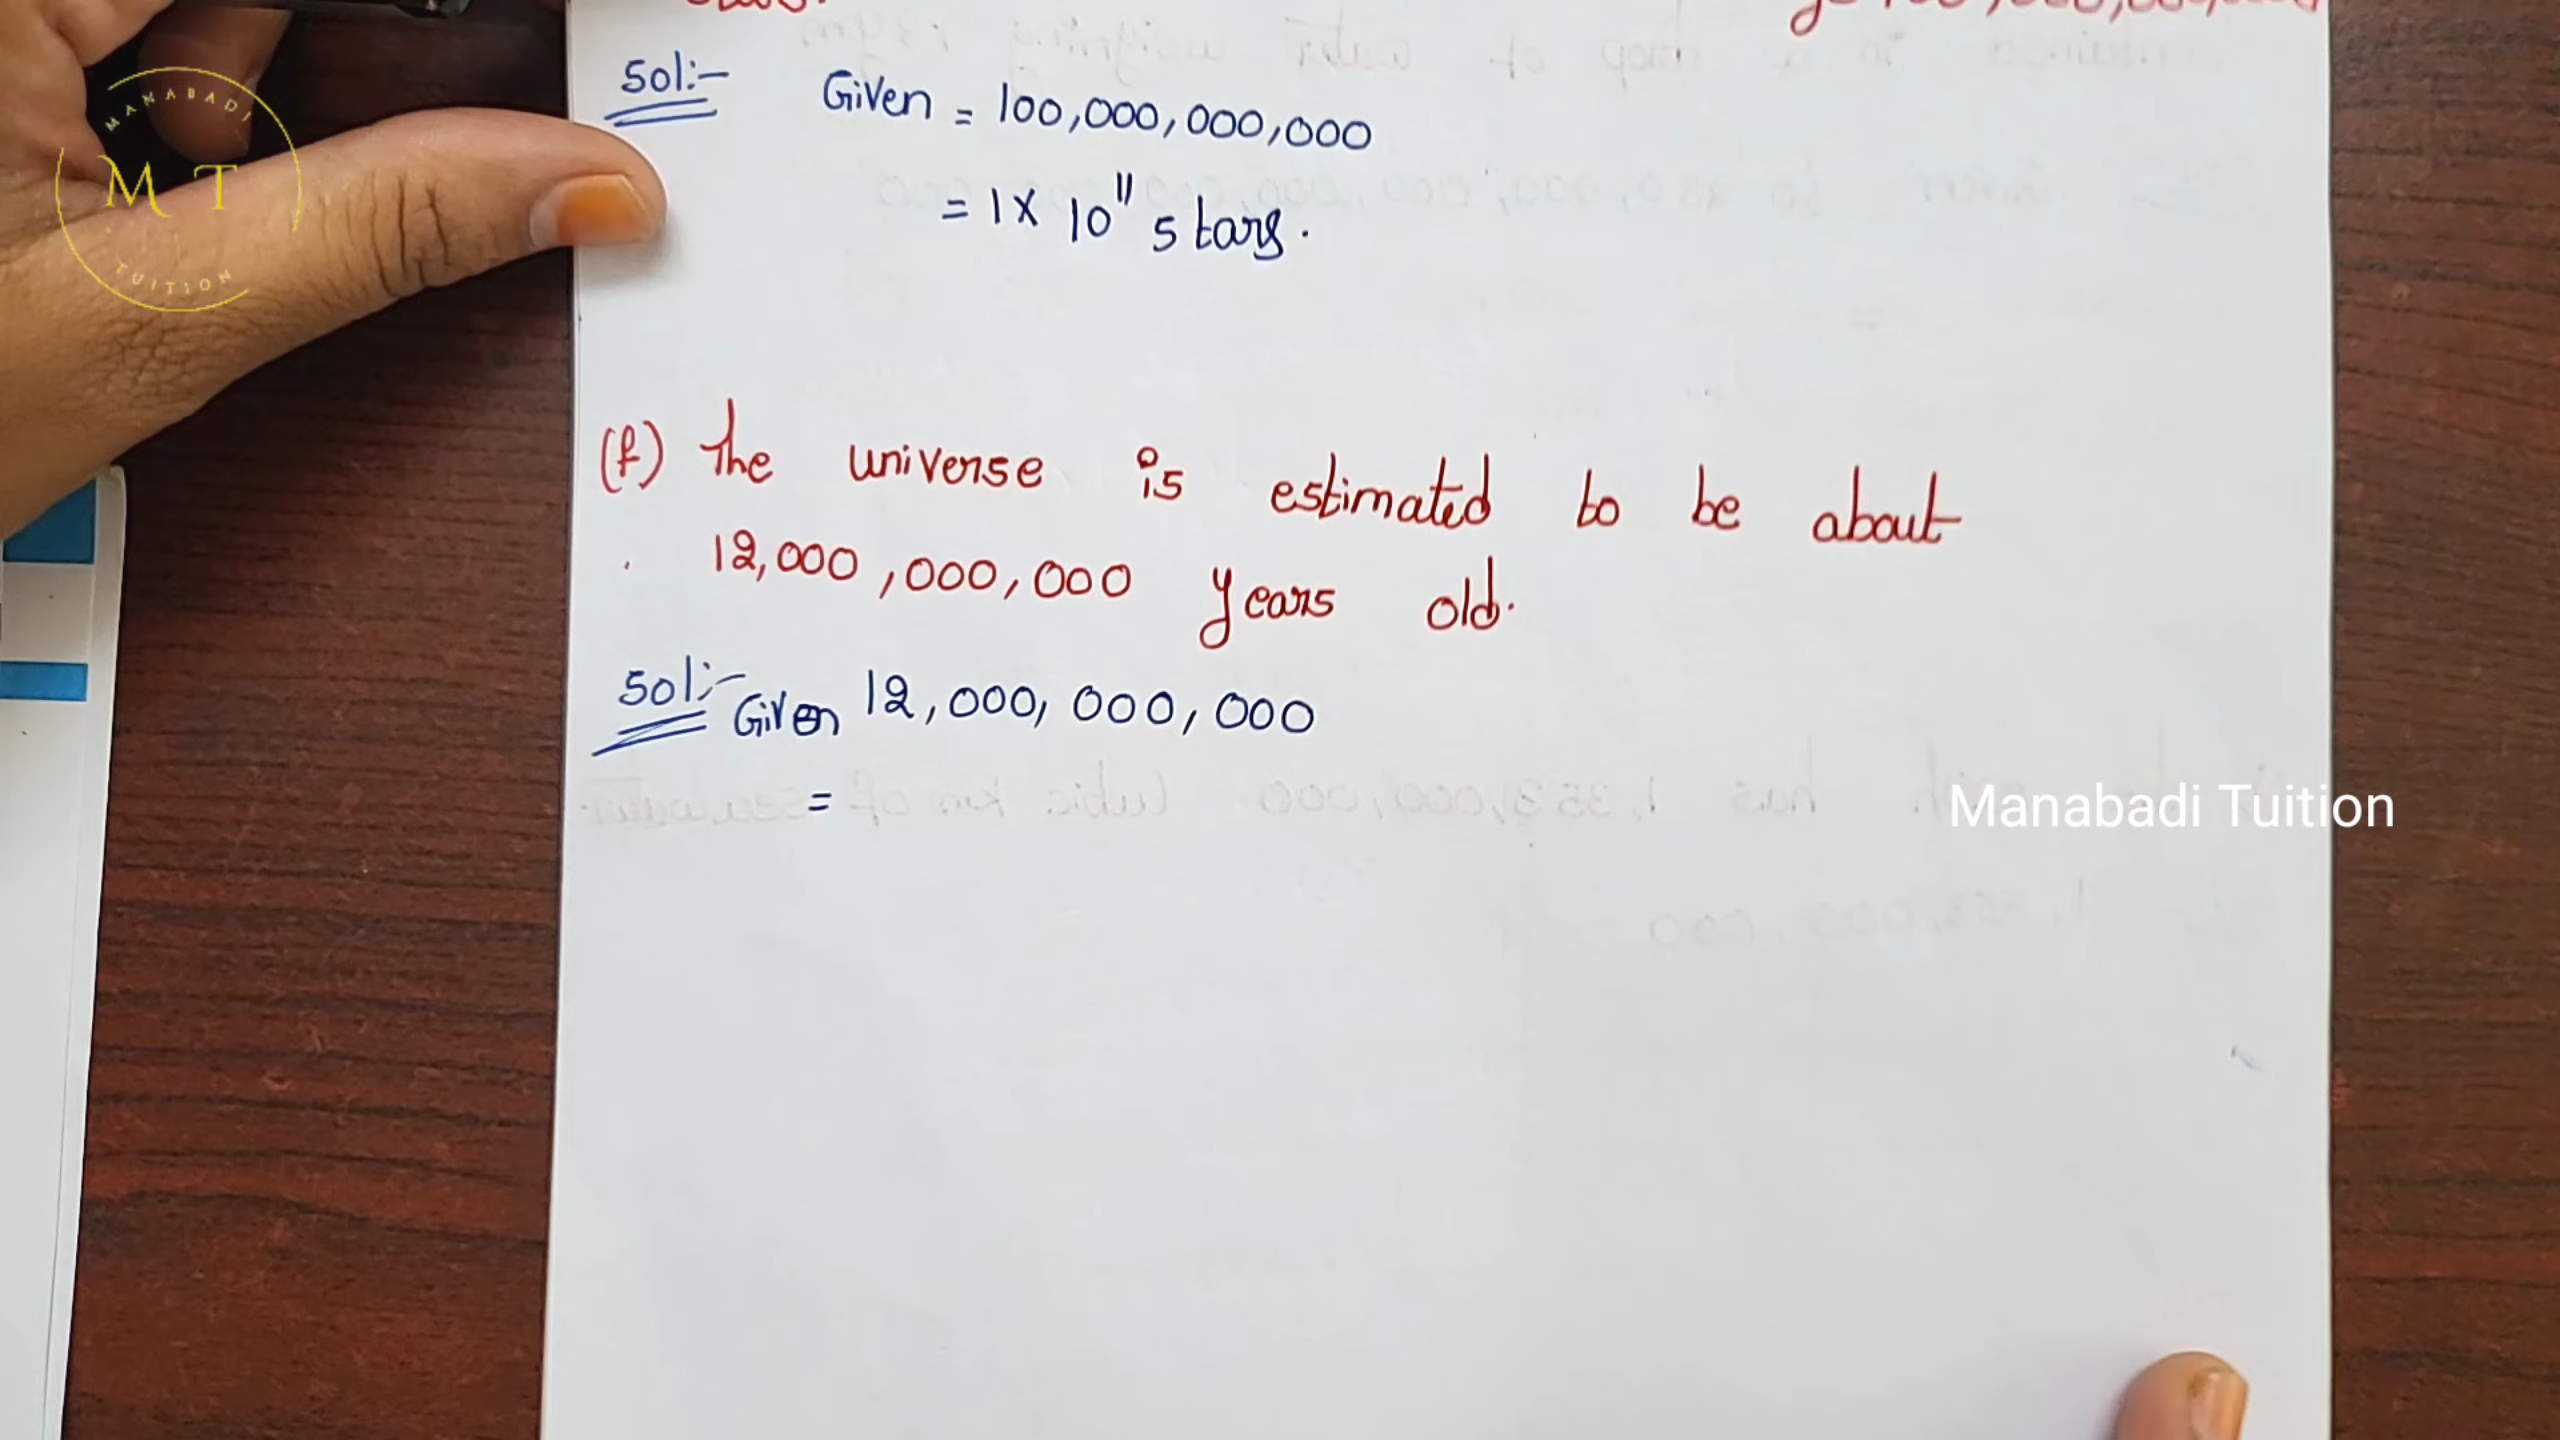 Sol:-
Given = 100,000,000,000
= 1 x 10¹¹ stars.
(f) The universe is estimated to be about
12,000,000,000 years old.
Sol:- Given 12,000,000,000
=
MANABADI
M T
TUITION
Manabadi Tuition